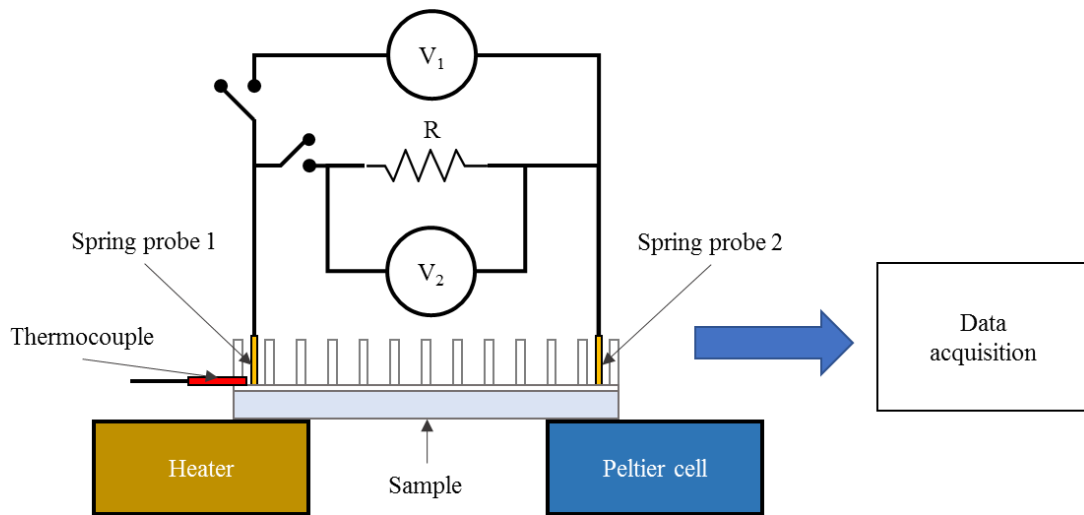 V1
R
Spring probe 1
Spring probe 2
V2
Thermocouple
Data
acquisition
Heater
Peltier cell
Sample